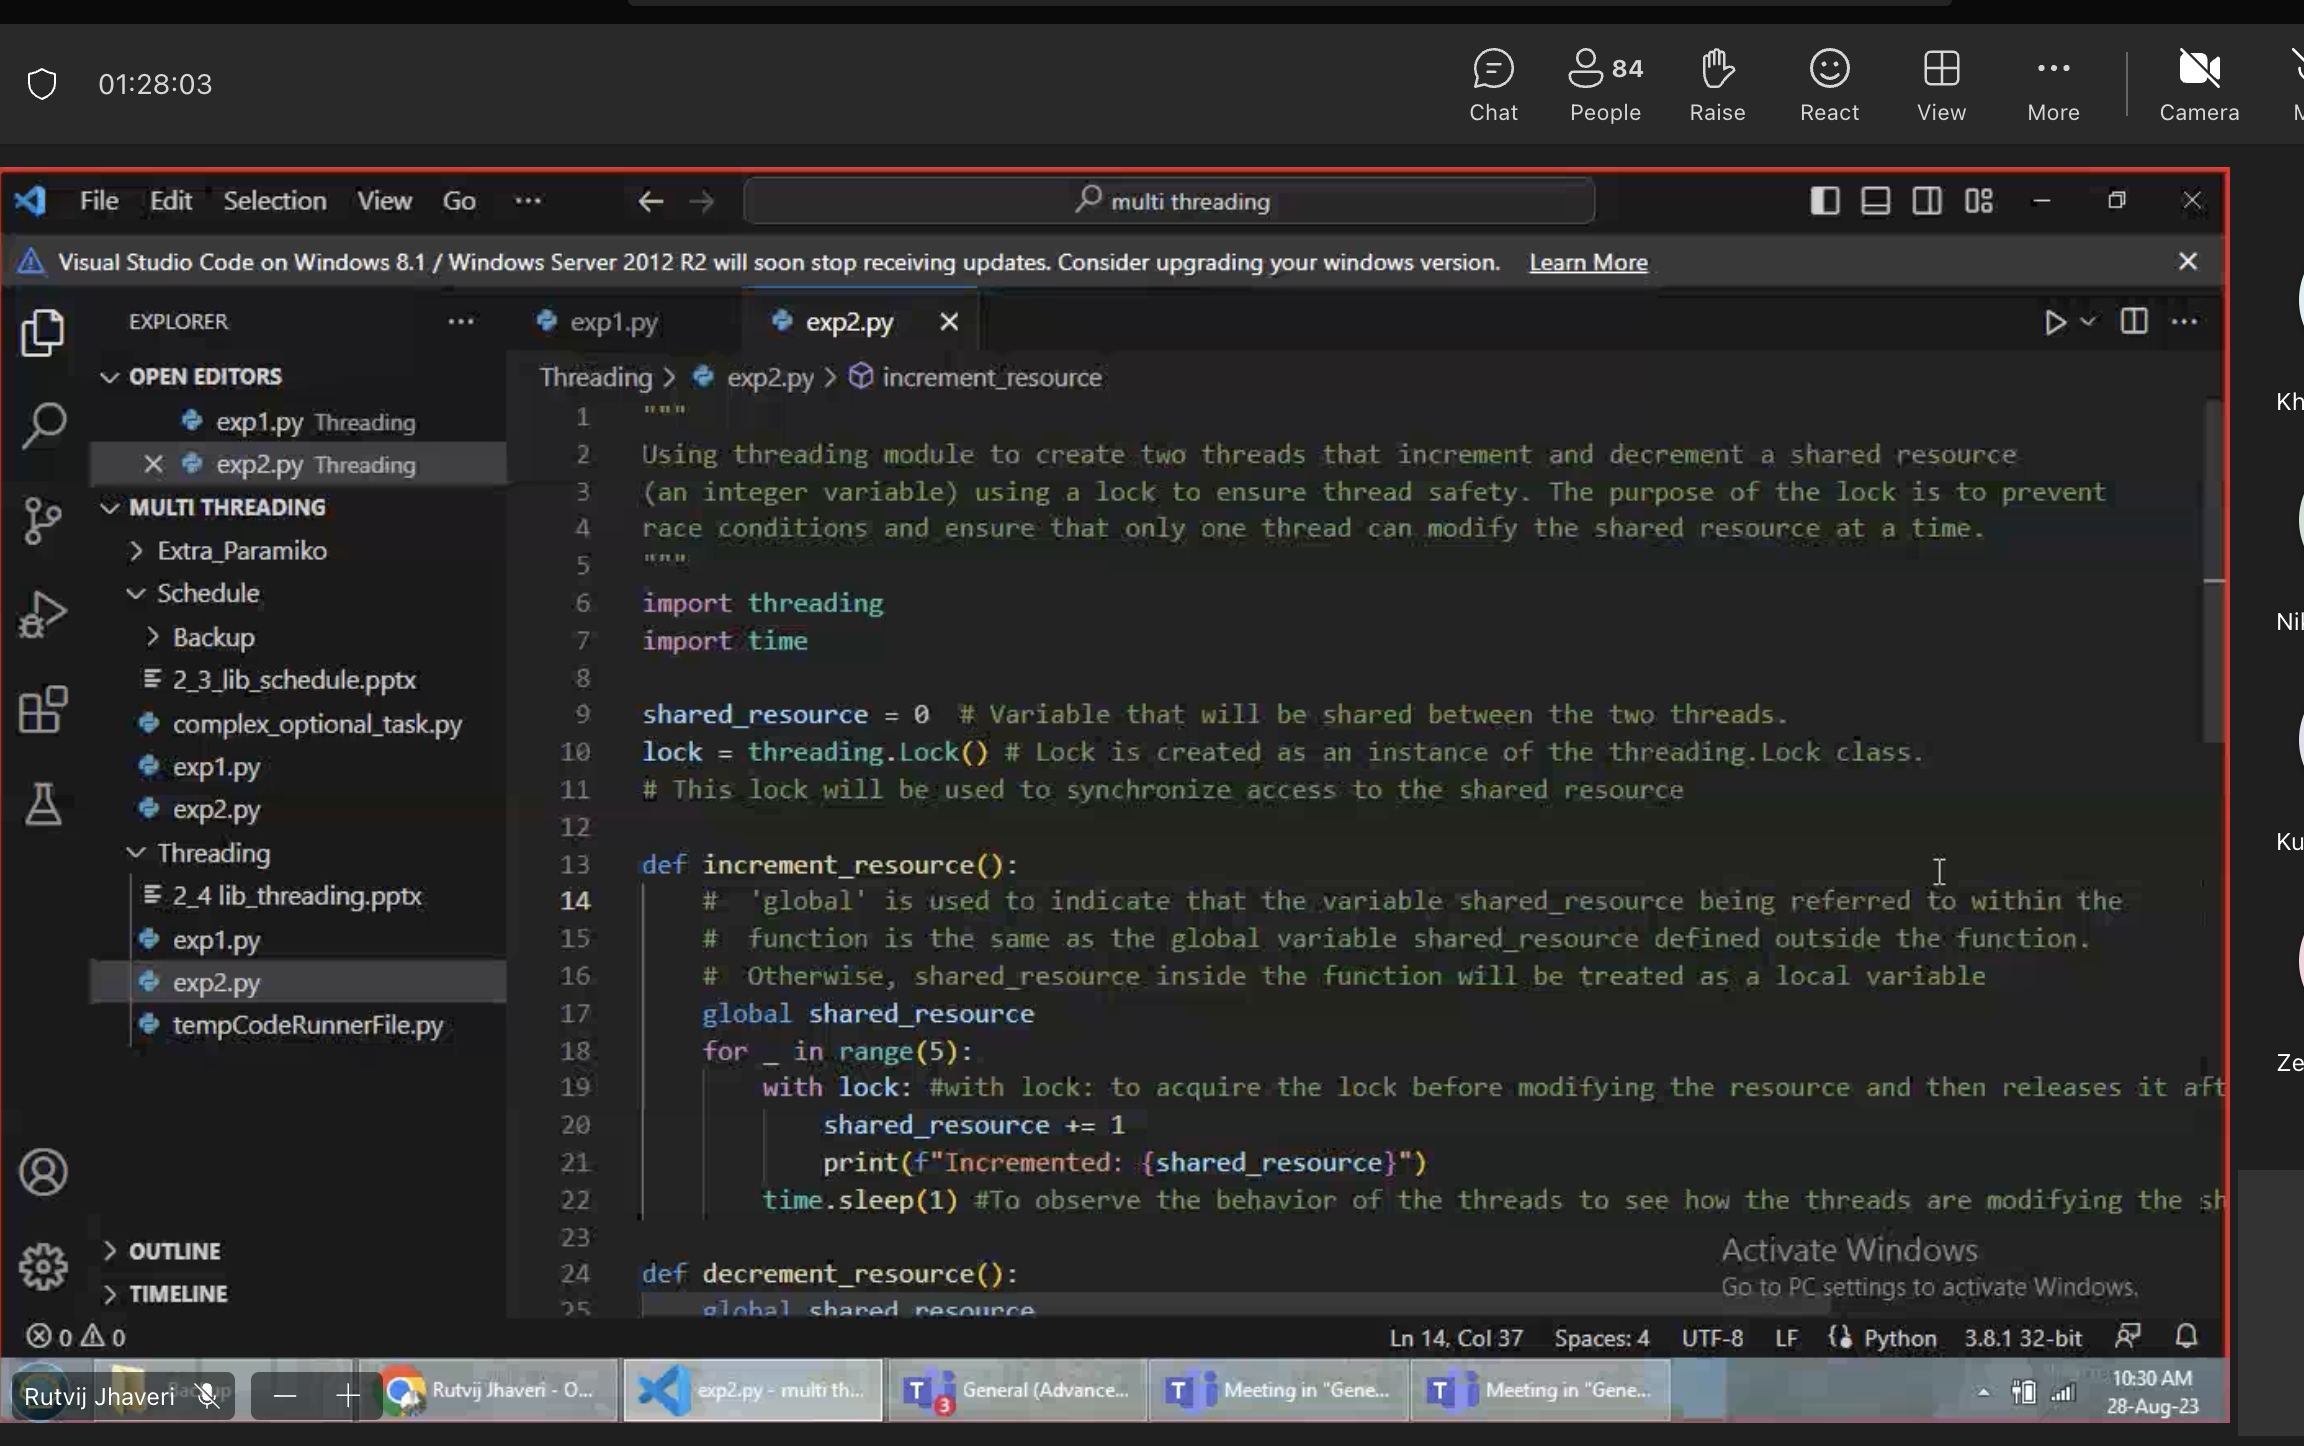 01:28:03
Chat
84
People
Raise
React
View
More
Camera
File Edit Selection View Go ...
multi threading
Visual Studio Code on Windows 8.1 / Windows Server 2012 R2 will soon stop receiving updates. Consider upgrading your windows version. Learn More
EXPLORER
exp1.py
exp2.py
OPEN EDITORS
exp1.py Threading
exp2.py Threading
MULTI THREADING
Extra_Paramiko
Schedule
Backup
2_3_lib_schedule.pptx
complex_optional_task.py
exp1.py
exp2.py
Threading
2_4 lib_threading.pptx
exp1.py
exp2.py
tempCodeRunnerFile.py
OUTLINE
TIMELINE
Threading > exp2.py > increment_resource
1 """
2 Using threading module to create two threads that increment and decrement a shared resource
3 (an integer variable) using a lock to ensure thread safety. The purpose of the lock is to prevent
4 race conditions and ensure that only one thread can modify the shared resource at a time.
5 """
6 import threading
7 import time
8
9 shared_resource = 0 # Variable that will be shared between the two threads.
10 lock = threading.Lock() # Lock is created as an instance of the threading.Lock class.
11 # This lock will be used to synchronize access to the shared resource
12
13 def increment_resource():
14 # 'global' is used to indicate that the variable shared_resource being referred to within the
15 # function is the same as the global variable shared_resource defined outside the function.
16 # Otherwise, shared_resource inside the function will be treated as a local variable
17 global shared_resource
18 for _ in range(5):
19 with lock: #with lock: to acquire the lock before modifying the resource and then releases it aft
20 shared_resource += 1
21 print(f"Incremented: {shared_resource}")
22 time.sleep(1) #To observe the behavior of the threads to see how the threads are modifying the sh
23
24 def decrement_resource():
25 global shared_resource
Activate Windows
Go to PC settings to activate Windows.
0 0
Ln 14, Col 37 Spaces: 4 UTF-8 LF Python 3.8.1 32-bit
Rutvij Jhaveri
Rutvij Jhaveri - O...
exp2.py - multi th...
3
General (Advance...
Meeting in "Gene...
Meeting in "Gene...
10:30 AM
28-Aug-23
Kh
Nil
Ku
Ze